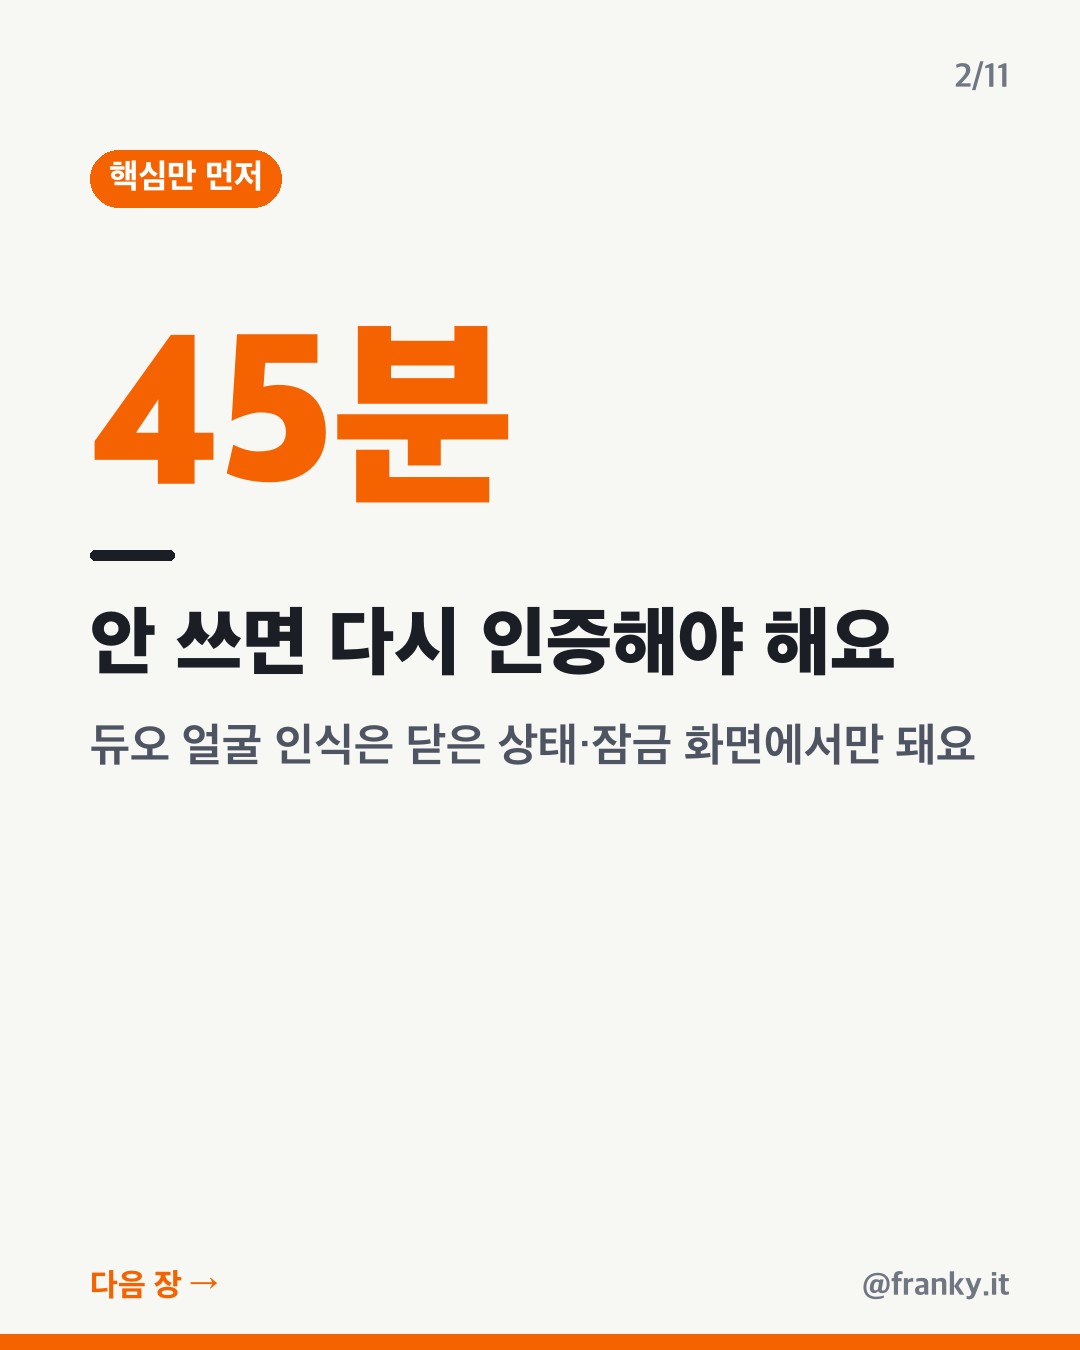 2/11
핵심만 먼저
45분
안 쓰면 다시 인증해야 해요
듀오 얼굴 인식은 닫은 상태·잠금 화면에서만 돼요
다음 장 →
@franky.it